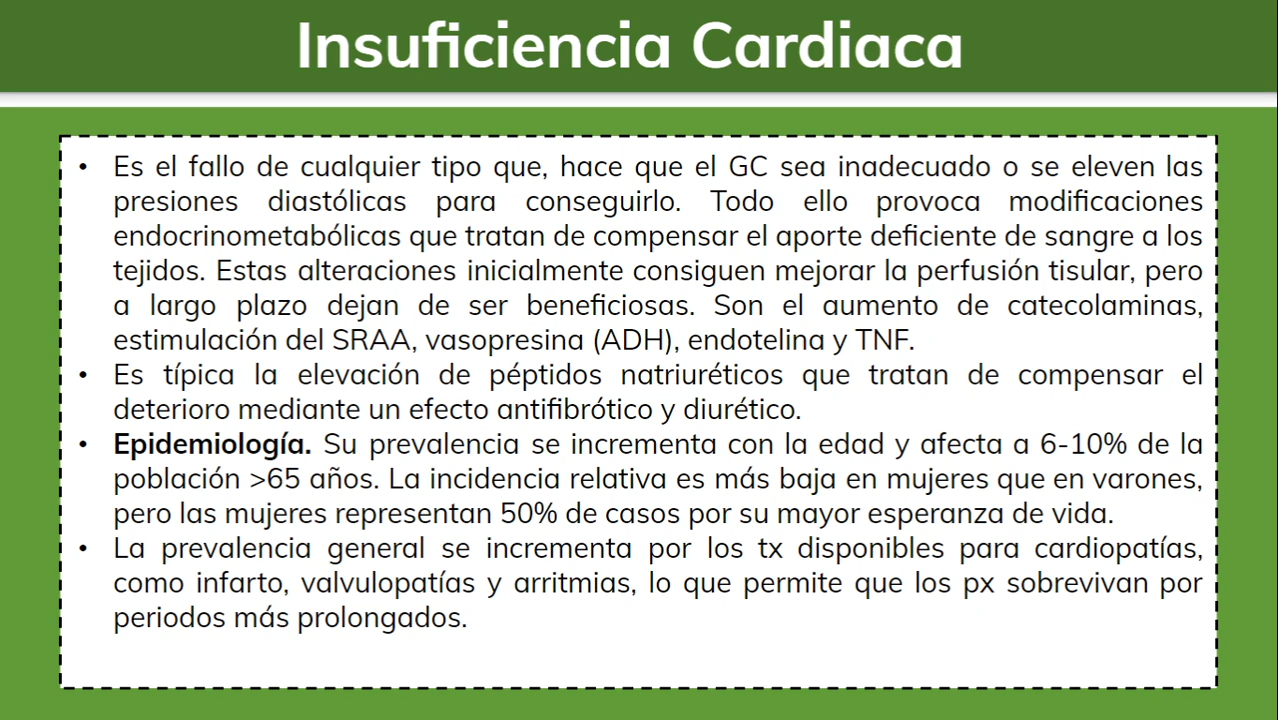 Insuficiencia Cardiaca
• Es el fallo de cualquier tipo que, hace que el GC sea inadecuado o se eleven las
presiones diastólicas para conseguirlo. Todo ello provoca modificaciones
endocrinometabólicas que tratan de compensar el aporte deficiente de sangre a los
tejidos. Estas alteraciones inicialmente consiguen mejorar la perfusión tisular, pero
a largo plazo dejan de ser beneficiosas. Son el aumento de catecolaminas,
estimulación del SRAA, vasopresina (ADH), endotelina y TNF.
• Es típica la elevación de péptidos natriuréticos que tratan de compensar el
deterioro mediante un efecto antifibrótico y diurético.
• Epidemiología. Su prevalencia se incrementa con la edad y afecta a 6-10% de la
población >65 años. La incidencia relativa es más baja en mujeres que en varones,
pero las mujeres representan 50% de casos por su mayor esperanza de vida.
• La prevalencia general se incrementa por los tx disponibles para cardiopatías,
como infarto, valvulopatías y arritmias, lo que permite que los px sobrevivan por
periodos más prolongados.